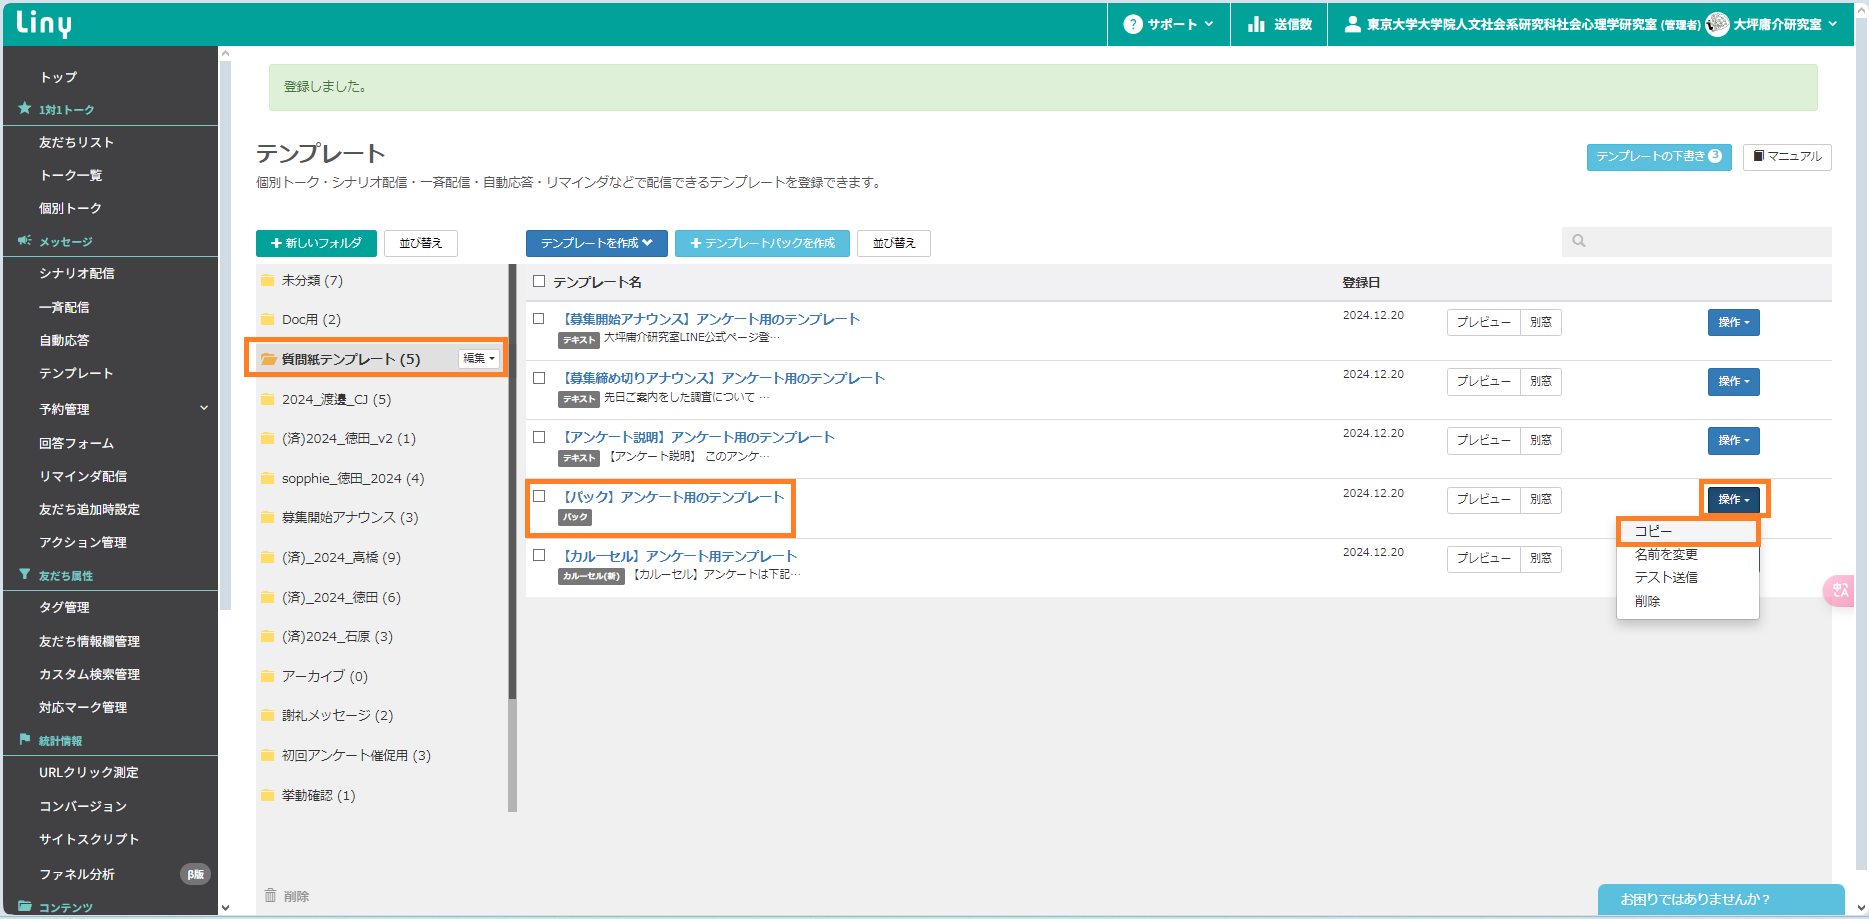 Liny
サポート
送信数
東京大学大学院人文社会系研究科社会心理学研究室 (管理者)
大坪庸介研究室
トップ
1対1トーク
友だちリスト
トーク一覧
個別トーク
メッセージ
シナリオ配信
一斉配信
自動応答
テンプレート
予約管理
回答フォーム
リマインダ配信
友だち追加時設定
アクション管理
友だち属性
タグ管理
友だち情報欄管理
カスタム検索管理
対応マーク管理
統計情報
URLクリック測定
コンバージョン
サイトスクリプト
ファネル分析 β版
コンテンツ
登録しました。
テンプレート
個別トーク・シナリオ配信・一斉配信・自動応答・リマインダなどで配信できるテンプレートを登録できます。
テンプレートの下書き 3
マニュアル
新しいフォルダ
並び替え
未分類 (7)
Doc用 (2)
質問紙テンプレート (5) 編集
2024_渡邊_CJ (5)
(済)2024_徳田_v2 (1)
sopphie_徳田_2024 (4)
募集開始アナウンス (3)
(済)_2024_高橋 (9)
(済)_2024_徳田 (6)
(済)2024_石原 (3)
アーカイブ (0)
謝礼メッセージ (2)
初回アンケート催促用 (3)
挙動確認 (1)
削除
テンプレートを作成
テンプレートパックを作成
並び替え
テンプレート名 登録日
【募集開始アナウンス】アンケート用のテンプレート 2024.12.20 プレビュー 別窓 操作
テキスト 大坪庸介研究室LINE公式ページ登…
【募集締め切りアナウンス】アンケート用のテンプレート 2024.12.20 プレビュー 別窓 操作
テキスト 先日ご案内をした調査について …
【アンケート説明】アンケート用のテンプレート 2024.12.20 プレビュー 別窓 操作
テキスト 【アンケート説明】 このアンケ…
【パック】アンケート用のテンプレート 2024.12.20 プレビュー 別窓 操作
パック
【カルーセル】アンケート用テンプレート 2024.12.20 プレビュー 別窓
カルーセル(新) 【カルーセル】アンケートは下記…
コピー
名前を変更
テスト送信
削除
中 A
お困りではありませんか？